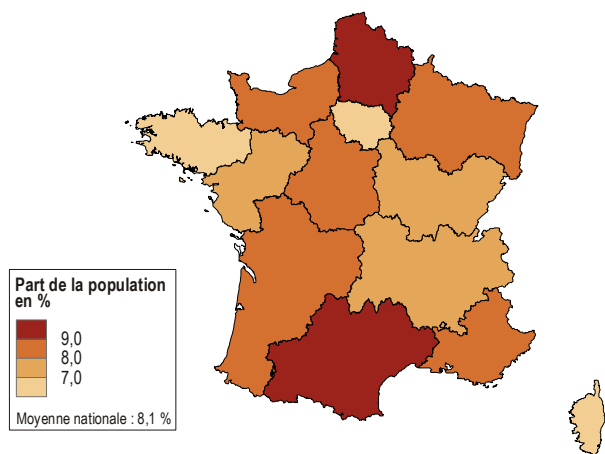 Part de la population
en %
9,0
8,0
7,0
Moyenne nationale : 8,1 %